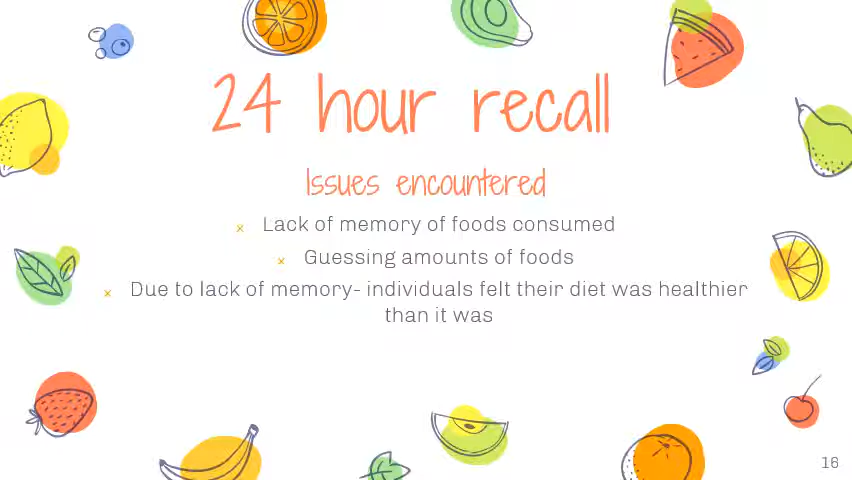 24 hour recall
Issues encountered
x Lack of memory of foods consumed
x Guessing amounts of foods
x Due to lack of memory- individuals felt their diet was healthier
than it was
16